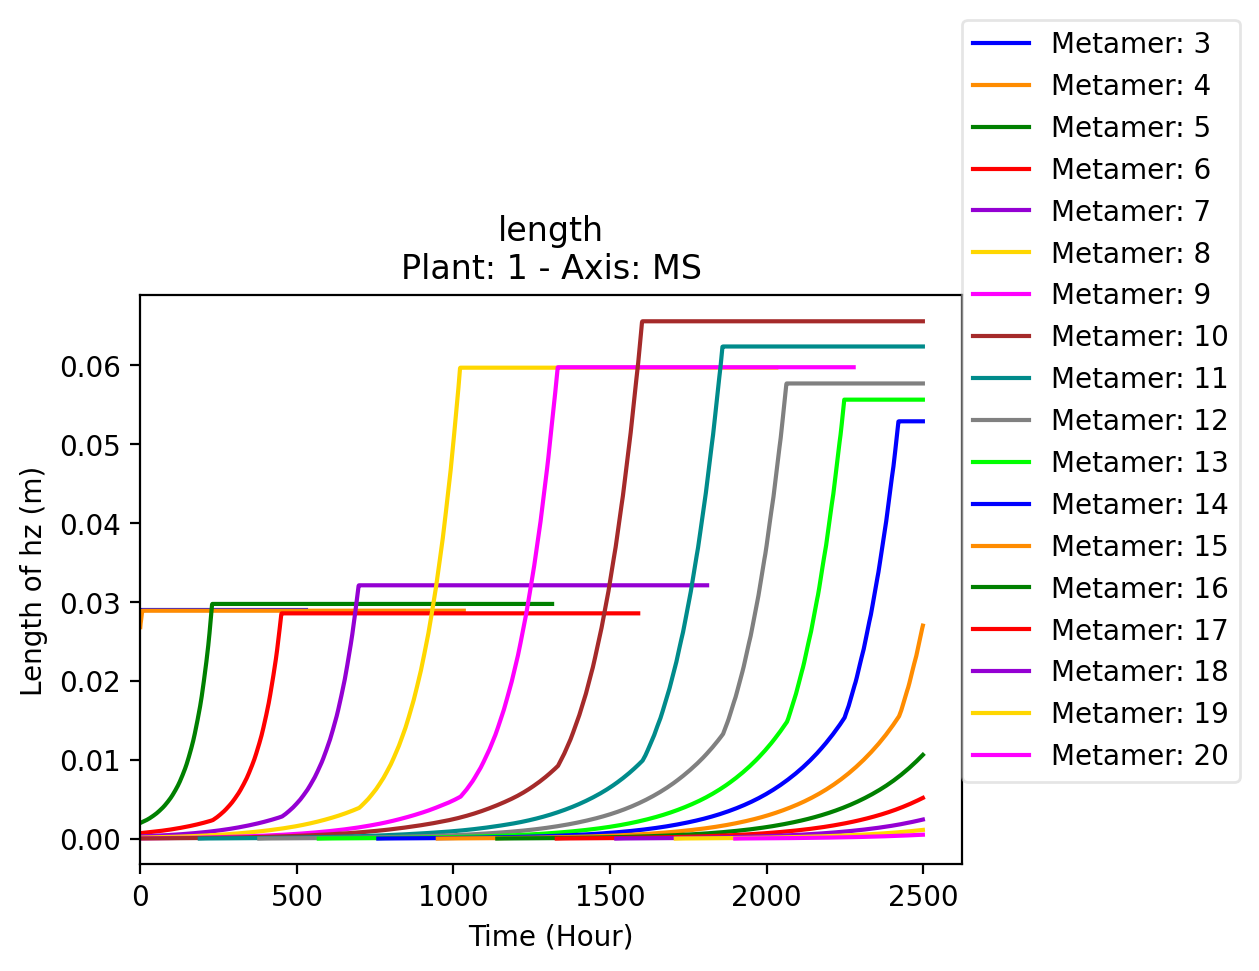 length
Plant: 1 - Axis: MS
Length of hz (m)
0.06
0.05
0.04
0.03
0.02
0.01
0.00
0
500
1000
1500
2000
2500
Time (Hour)
Metamer: 3
Metamer: 4
Metamer: 5
Metamer: 6
Metamer: 7
Metamer: 8
Metamer: 9
Metamer: 10
Metamer: 11
Metamer: 12
Metamer: 13
Metamer: 14
Metamer: 15
Metamer: 16
Metamer: 17
Metamer: 18
Metamer: 19
Metamer: 20